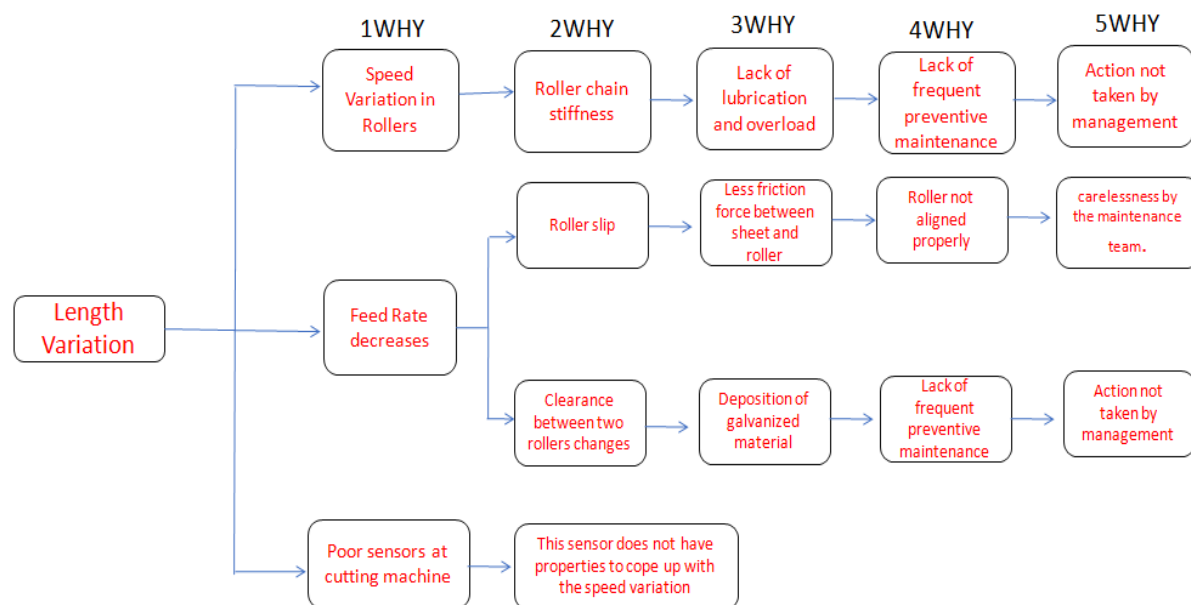 1WHY
2WHY
3WHY
4WHY
5WHY
Speed
Variation in
Rollers
Roller chain
stiffness
Lack of
lubrication
and overload
Lack of
frequent
preventive
maintenance
Action not
taken by
management
Length
Variation
Feed Rate
decreases
Roller slip
Less friction
force between
sheet and
roller
Roller not
aligned
properly
carelessness by
the maintenance
team.
Clearance
between two
rollers changes
Deposition of
galvanized
material
Lack of
frequent
preventive
maintenance
Action not
taken by
management
Poor sensors at
cutting machine
This sensor does not have
properties to cope up with
the speed variation